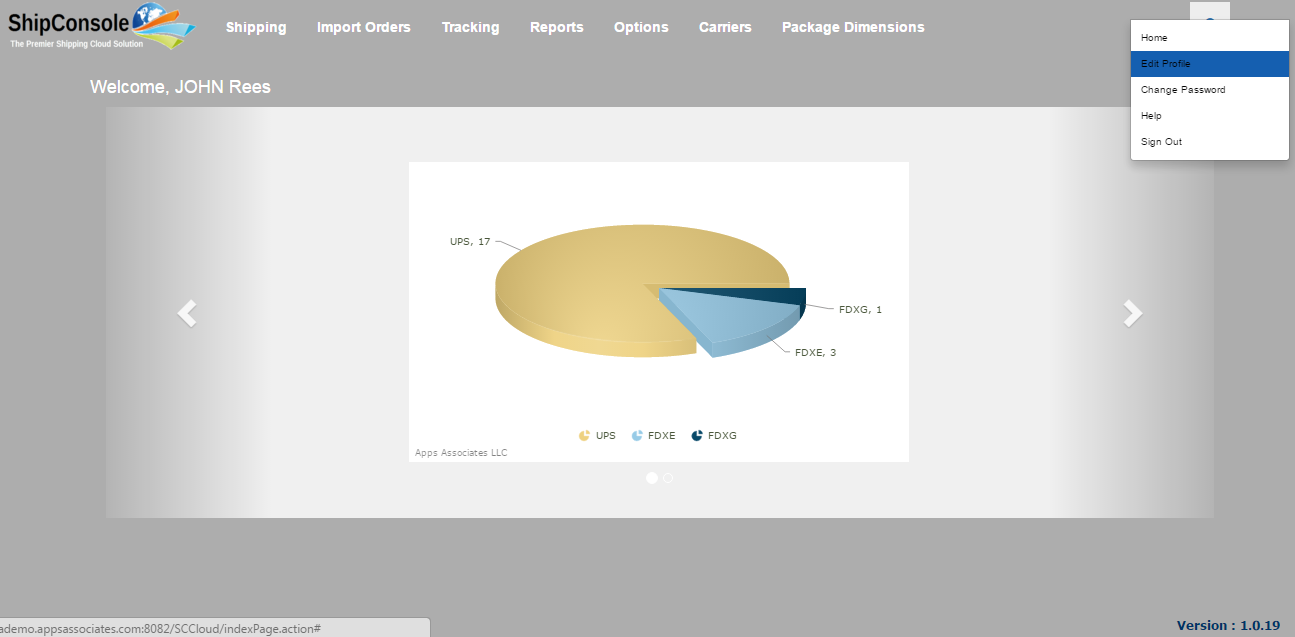 ShipConsole
The Premier Shipping Cloud Solution
Shipping Import Orders Tracking Reports Options Carriers Package Dimensions
Home
Edit Profile
Change Password
Help
Sign Out
Welcome, JOHN Rees
UPS, 17
FDXG, 1
FDXE, 3
UPS FDXE FDXG
Apps Associates LLC
ademo.appsassociates.com:8082/SCCloud/indexPage.action#
Version : 1.0.19